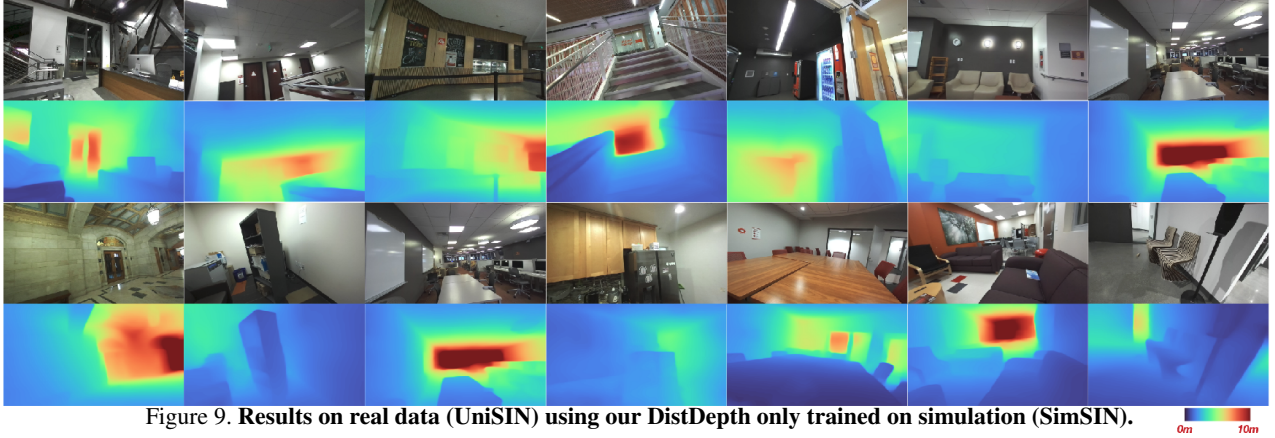 Figure 9. Results on real data (UniSIN) using our DistDepth only trained on simulation (SimSIN).
0m 10m